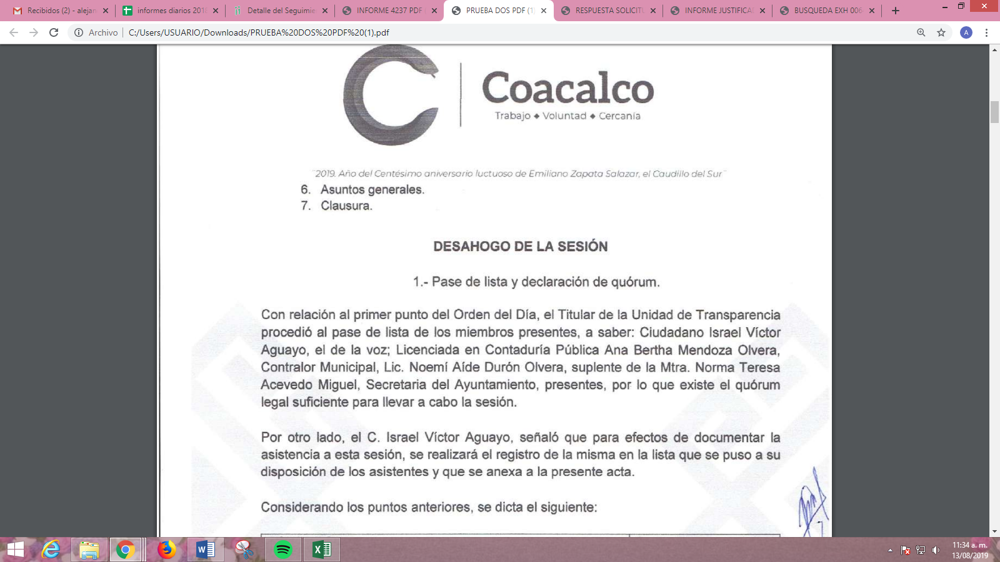 Recibidos (2) - alejan
informes diarios 2018
Detalle del Seguimie
INFORME 4237 PDF (
PRUEBA DOS PDF (1)
RESPUESTA SOLICITU
INFORME JUSTIFICA
BUSQUEDA EXH 006
Archivo
C:/Users/USUARIO/Downloads/PRUEBA%20DOS%20PDF%20(1).pdf
A
Coacalco
Trabajo ◆ Voluntad ◆ Cercanía
¨2019. Año del Centésimo aniversario luctuoso de Emiliano Zapata Salazar, el Caudillo del Sur¨
6. Asuntos generales.
7. Clausura.
DESAHOGO DE LA SESIÓN
1.- Pase de lista y declaración de quórum.
Con relación al primer punto del Orden del Día, el Titular de la Unidad de Transparencia
procedió al pase de lista de los miembros presentes, a saber: Ciudadano Israel Víctor
Aguayo, el de la voz; Licenciada en Contaduría Pública Ana Bertha Mendoza Olvera,
Contralor Municipal, Lic. Noemí Aíde Durón Olvera, suplente de la Mtra. Norma Teresa
Acevedo Miguel, Secretaria del Ayuntamiento, presentes, por lo que existe el quórum
legal suficiente para llevar a cabo la sesión.
Por otro lado, el C. Israel Víctor Aguayo, señaló que para efectos de documentar la
asistencia a esta sesión, se realizará el registro de la misma en la lista que se puso a su
disposición de los asistentes y que se anexa a la presente acta.
Considerando los puntos anteriores, se dicta el siguiente:
11:34 a. m.
13/08/2019